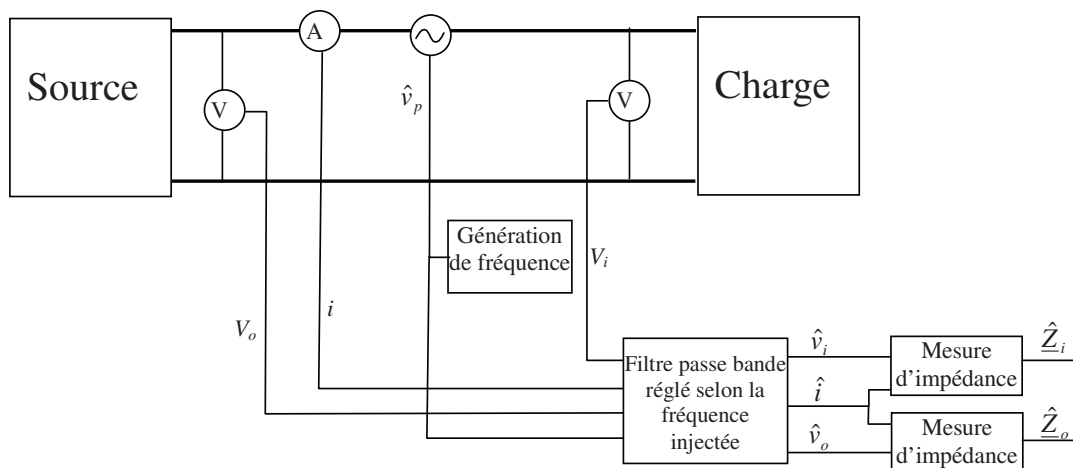 A
Source
V
v̂ₚ
V
Charge
Génération
de fréquence
Vᵢ
i
Vₒ
Filtre passe bande
réglé selon la
fréquence
injectée
v̂ᵢ
î
v̂ₒ
Mesure
d'impédance
Ẑᵢ
Mesure
d'impédance
Ẑₒ